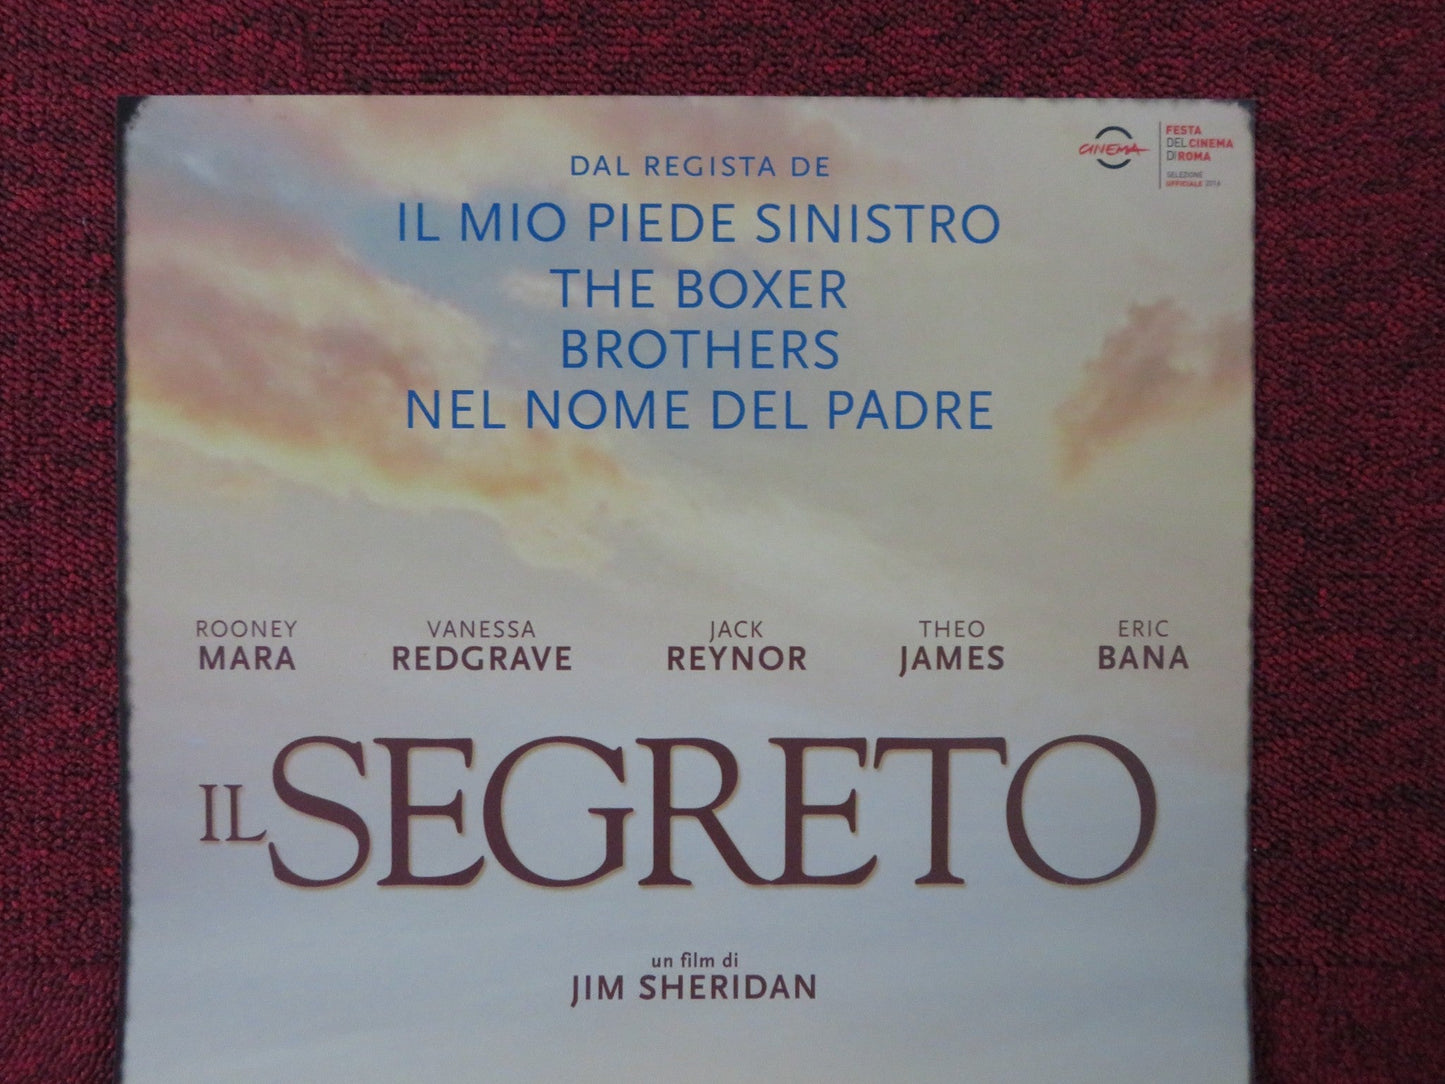 DAL REGISTA DE
IL MIO PIEDE SINISTRO
THE BOXER
BROTHERS
NEL NOME DEL PADRE
CINEMA
FESTA
DEL CINEMA
DI ROMA
SELEZIONE
UFFICIALE 2016
ROONEY
MARA
VANESSA
REDGRAVE
JACK
REYNOR
THEO
JAMES
ERIC
BANA
IL SEGRETO
un film di
JIM SHERIDAN